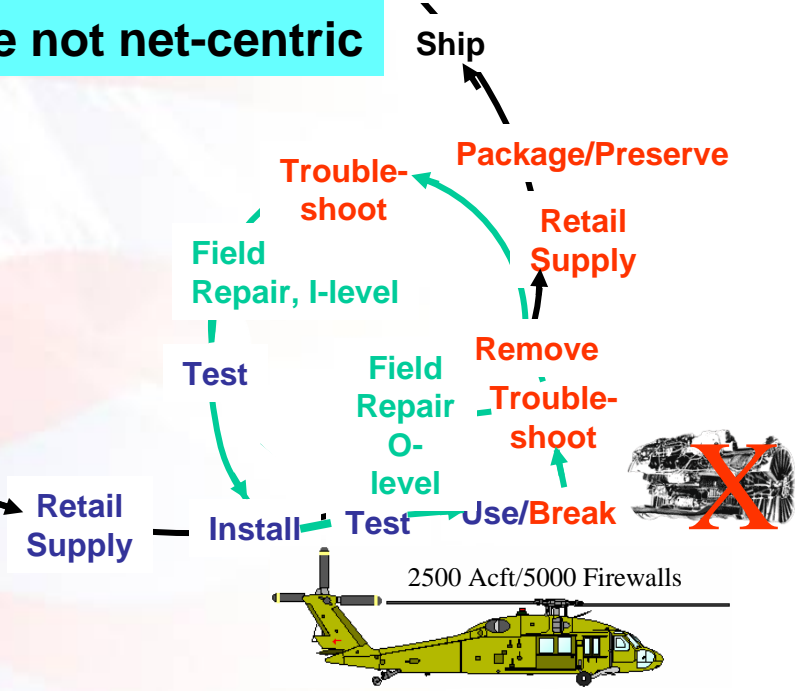 e not net-centric
Ship
Package/Preserve
Trouble-
shoot
Retail
Supply
Field
Repair, I-level
Remove
Test
Field
Repair
O-
level
Trouble-
shoot
Retail
Supply
Install
Test
Use/Break
X
2500 Acft/5000 Firewalls